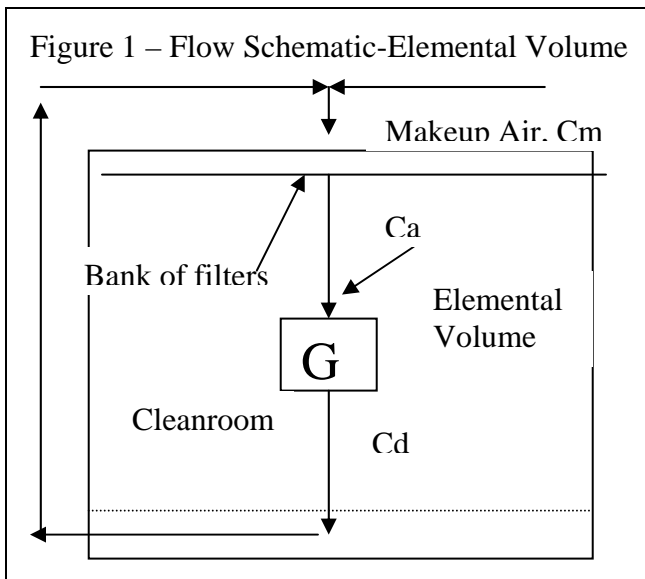 Figure 1 – Flow Schematic-Elemental Volume
Makeup Air, Cm
Ca
Bank of filters
Elemental
Volume
G
Cleanroom
Cd